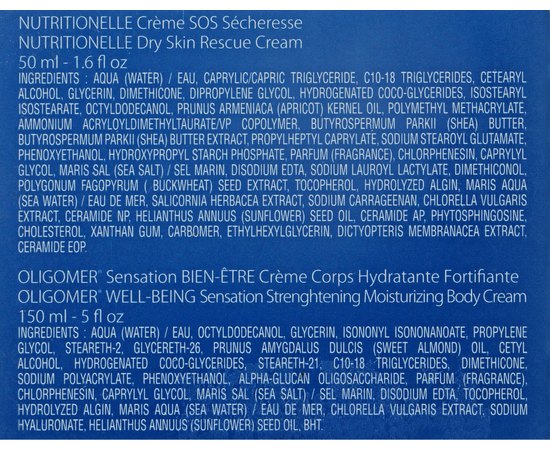 NUTRITIONELLE Crème SOS Sécheresse
NUTRITIONELLE Dry Skin Rescue Cream
50 ml - 1.6 fl oz
INGREDIENTS : AQUA (WATER) / EAU, CAPRYLIC/CAPRIC TRIGLYCERIDE, C10-18 TRIGLYCERIDES, CETEARYL
ALCOHOL, GLYCERIN, DIMETHICONE, DIPROPYLENE GLYCOL, HYDROGENATED COCO-GLYCERIDES, ISOSTEARYL
ISOSTEARATE, OCTYLDODECANOL, PRUNUS ARMENIACA (APRICOT) KERNEL OIL, POLYMETHYL METHACRYLATE,
AMMONIUM ACRYLOYLDIMETHYLTAURATE/VP COPOLYMER, BUTYROSPERMUM PARKII (SHEA) BUTTER,
BUTYROSPERMUM PARKII (SHEA) BUTTER EXTRACT, PROPYLHEPTYL CAPRYLATE, SODIUM STEAROYL GLUTAMATE,
PHENOXYETHANOL, HYDROXYPROPYL STARCH PHOSPHATE, PARFUM (FRAGRANCE), CHLORPHENESIN, CAPRYLYL
GLYCOL, MARIS SAL (SEA SALT) / SEL MARIN, DISODIUM EDTA, SODIUM LAUROYL LACTYLATE, DIMETHICONOL,
POLYGONUM FAGOPYRUM ( BUCKWHEAT) SEED EXTRACT, TOCOPHEROL, HYDROLYZED ALGIN, MARIS AQUA
(SEA WATER) / EAU DE MER, SALICORNIA HERBACEA EXTRACT, SODIUM CARRAGEENAN, CHLORELLA VULGARIS
EXTRACT, CERAMIDE NP, HELIANTHUS ANNUUS (SUNFLOWER) SEED OIL, CERAMIDE AP, PHYTOSPHINGOSINE,
CHOLESTEROL, XANTHAN GUM, CARBOMER, ETHYLHEXYLGLYCERIN, DICTYOPTERIS MEMBRANACEA EXTRACT,
CERAMIDE EOP.
OLIGOMER® Sensation BIEN-ÊTRE Crème Corps Hydratante Fortifiante
OLIGOMER® WELL-BEING Sensation Strenghtening Moisturizing Body Cream
150 ml - 5 fl oz
INGREDIENTS : AQUA (WATER) / EAU, OCTYLDODECANOL, GLYCERIN, ISONONYL ISONONANOATE, PROPYLENE
GLYCOL, STEARETH-2, GLYCERETH-26, PRUNUS AMYGDALUS DULCIS (SWEET ALMOND) OIL, CETYL
ALCOHOL, HYDROGENATED COCO-GLYCERIDES, STEARETH-21, C10-18 TRIGLYCERIDES, DIMETHICONE,
SODIUM POLYACRYLATE, PHENOXYETHANOL, ALPHA-GLUCAN OLIGOSACCHARIDE, PARFUM (FRAGRANCE),
CHLORPHENESIN, CAPRYLYL GLYCOL, MARIS SAL (SEA SALT) / SEL MARIN, DISODIUM EDTA, TOCOPHEROL,
HYDROLYZED ALGIN, MARIS AQUA (SEA WATER) / EAU DE MER, CHLORELLA VULGARIS EXTRACT, SODIUM
HYALURONATE, HELIANTHUS ANNUUS (SUNFLOWER) SEED OIL, BHT.